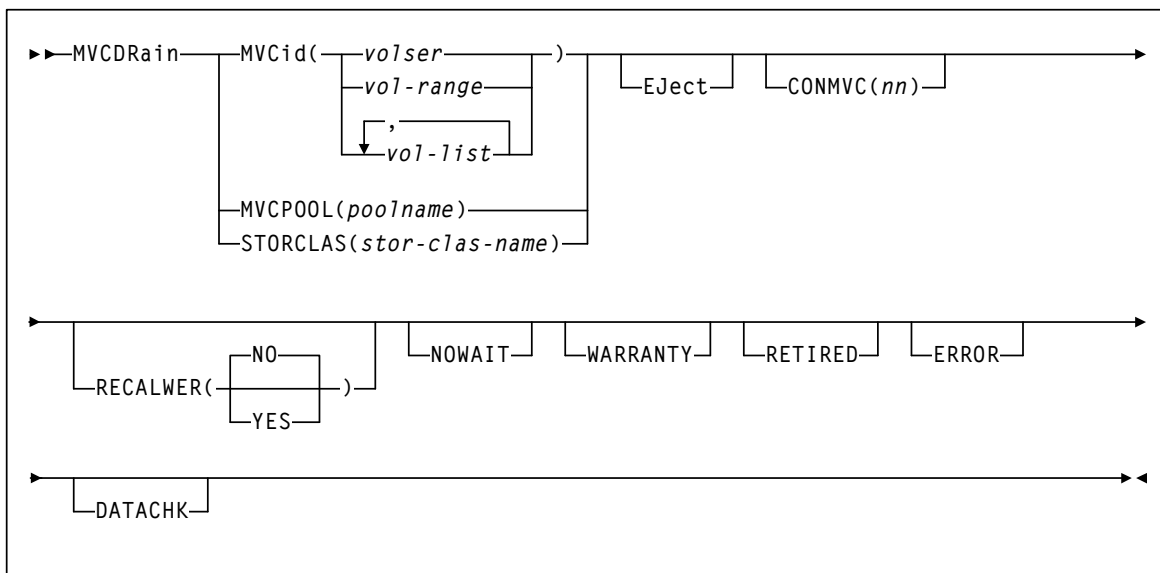 MVCDRain MVCid( volser )
vol-range
,
vol-list
EJect CONMVC(nn)
MVCPOOL(poolname)
STORCLAS(stor-clas-name)
RECALWER( NO )
YES
NOWAIT WARRANTY RETIRED ERROR
DATACHK